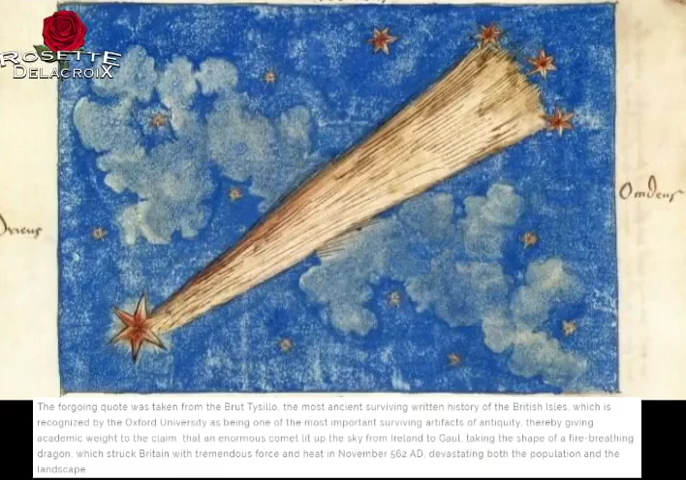 ROSETTE
DELACROIX
Occidens
The forgoing quote was taken from the Brut Tysillo, the most ancient surviving written history of the British Isles, which is
recognized by the Oxford University as being one of the most important surviving artifacts of antiquity, thereby giving
academic weight to the claim, that an enormous comet lit up the sky from Ireland to Gaul, taking the shape of a fire-breathing
dragon, which struck Britain with tremendous force and heat in November 562 AD, devastating both the population and the
landscape